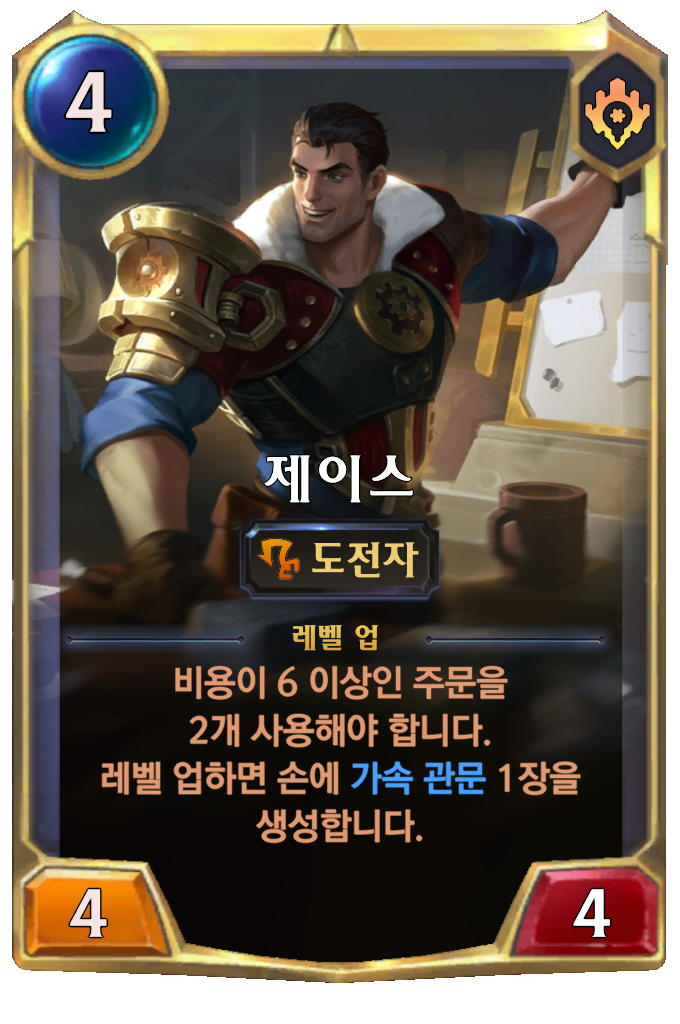 4
제이스
도전자
레벨 업
비용이 6 이상인 주문을
2개 사용해야 합니다.
레벨 업하면 손에 가속 관문 1장을
생성합니다.
4
4